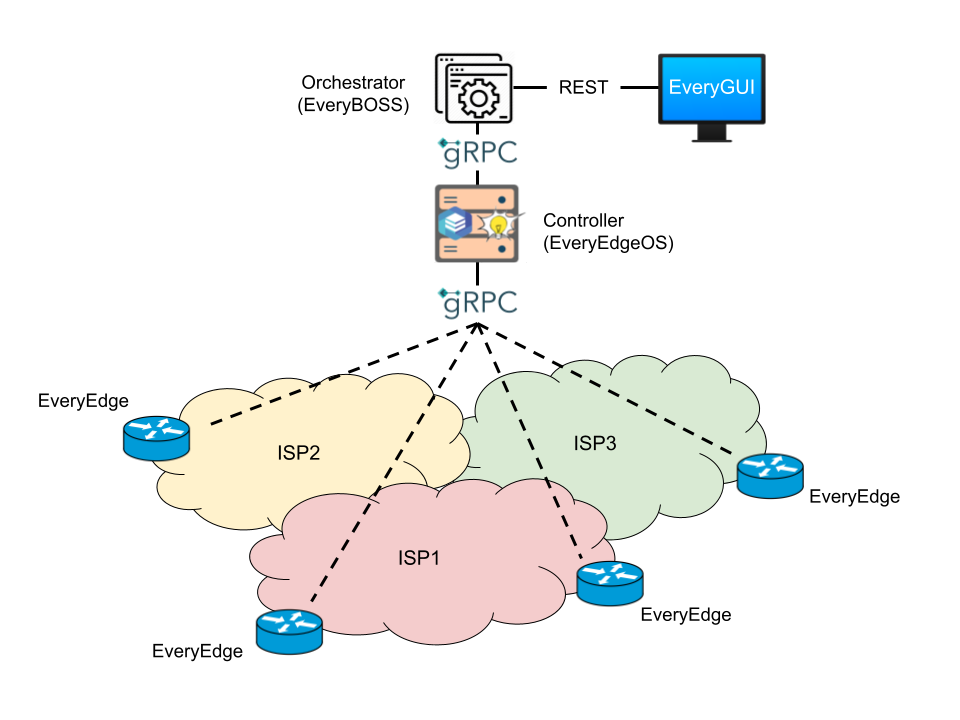 Orchestrator
(EveryBOSS)
REST
EveryGUI
gRPC
Controller
(EveryEdgeOS)
gRPC
EveryEdge
ISP2
ISP3
EveryEdge
ISP1
EveryEdge
EveryEdge